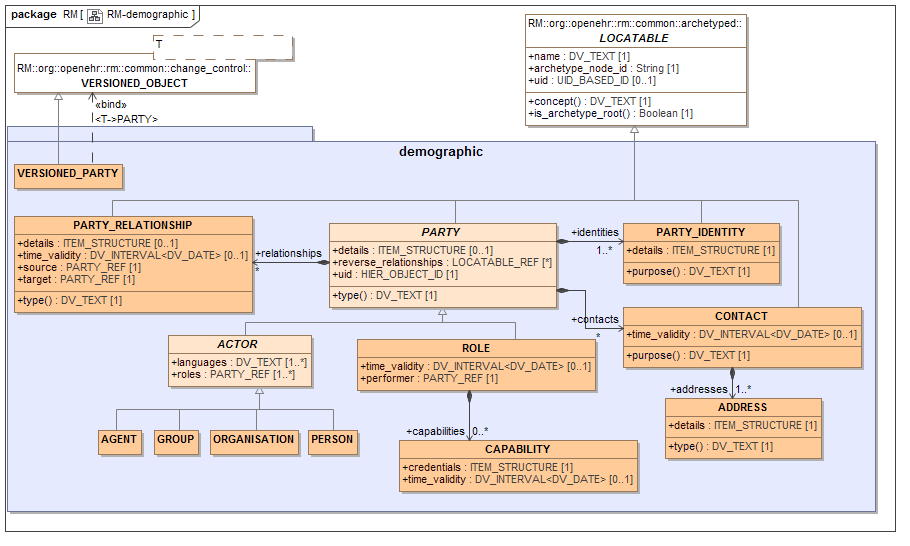 package RM [ RM-demographic ]
T
RM::org::openehr::rm::common::change_control::
VERSIONED_OBJECT
RM::org::openehr::rm::common::archetyped::
LOCATABLE
+name : DV_TEXT [1]
+archetype_node_id : String [1]
+uid : UID_BASED_ID [0..1]
+concept() : DV_TEXT [1]
+is_archetype_root() : Boolean [1]
«bind»
<T->PARTY>
demographic
VERSIONED_PARTY
PARTY_RELATIONSHIP
+details : ITEM_STRUCTURE [0..1]
+time_validity : DV_INTERVAL<DV_DATE> [0..1]
+source : PARTY_REF [1]
+target : PARTY_REF [1]
+type() : DV_TEXT [1]
+relationships
*
PARTY
+details : ITEM_STRUCTURE [0..1]
+reverse_relationships : LOCATABLE_REF [*]
+uid : HIER_OBJECT_ID [1]
+type() : DV_TEXT [1]
+identities
1..*
PARTY_IDENTITY
+details : ITEM_STRUCTURE [1]
+purpose() : DV_TEXT [1]
+contacts
*
CONTACT
+time_validity : DV_INTERVAL<DV_DATE> [0..1]
+purpose() : DV_TEXT [1]
ACTOR
+languages : DV_TEXT [1..*]
+roles : PARTY_REF [1..*]
ROLE
+time_validity : DV_INTERVAL<DV_DATE> [0..1]
+performer : PARTY_REF [1]
+addresses 1..*
ADDRESS
+details : ITEM_STRUCTURE [1]
+type() : DV_TEXT [1]
AGENT
GROUP
ORGANISATION
PERSON
+capabilities 0..*
CAPABILITY
+credentials : ITEM_STRUCTURE [1]
+time_validity : DV_INTERVAL<DV_DATE> [0..1]